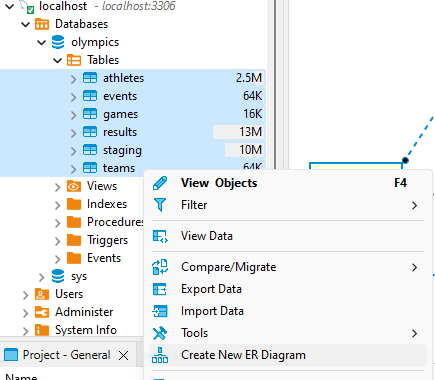 localhost - localhost:3306
Databases
olympics
Tables
athletes 2.5M
events 64K
games 16K
results 13M
staging 10M
teams 64K
Views
Indexes
Procedures
Triggers
Events
sys
Users
Administer
System Info
Project - General
Name
View Objects F4
Filter
View Data
Compare/Migrate
Export Data
Import Data
Tools
Create New ER Diagram